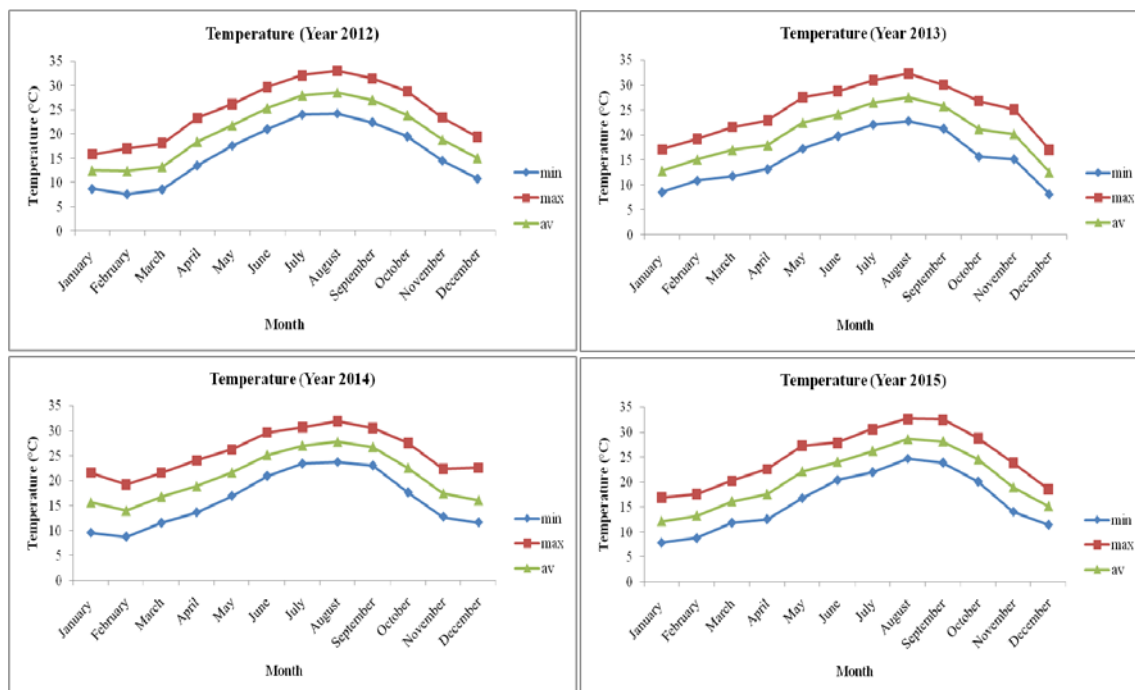 Temperature (Year 2012)
35
30
25
20
15
10
5
0
Temperature (°C)
January
February
March
April
May
June
July
August
September
October
November
December
Month
min
max
av
Temperature (Year 2013)
35
30
25
20
15
10
5
0
Temperature (°C)
January
February
March
April
May
June
July
August
September
October
November
December
Month
min
max
av
Temperature (Year 2014)
35
30
25
20
15
10
5
0
Temperature (°C)
January
February
March
April
May
June
July
August
September
October
November
December
Month
min
max
av
Temperature (Year 2015)
35
30
25
20
15
10
5
0
Temperature (°C)
January
February
March
April
May
June
July
August
September
October
November
December
Month
min
max
av